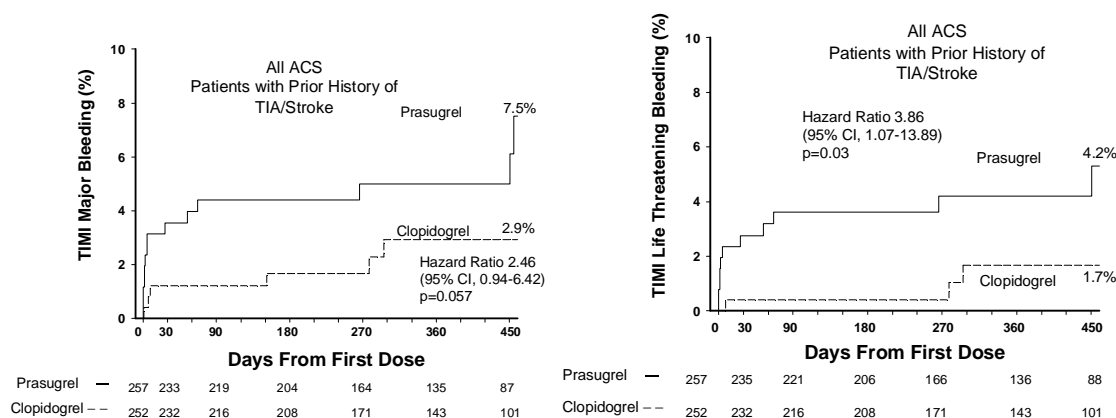 10
8
6
4
2
0
TIMI Major Bleeding (%)
All ACS
Patients with Prior History of
TIA/Stroke
Prasugrel
7.5%
Clopidogrel
2.9%
Hazard Ratio 2.46
(95% CI, 0.94-6.42)
p=0.057
0 30 90 180 270 360 450
Days From First Dose
Prasugrel 257 233 219 204 164 135 87
Clopidogrel 252 232 216 208 171 143 101
10
8
6
4
2
0
TIMI Life Threatening Bleeding (%)
All ACS
Patients with Prior History of
TIA/Stroke
Hazard Ratio 3.86
(95% CI, 1.07-13.89)
p=0.03
Prasugrel
4.2%
Clopidogrel
1.7%
0 30 90 180 270 360 450
Days From First Dose
Prasugrel 257 235 221 206 166 136 88
Clopidogrel 252 232 216 208 171 143 101